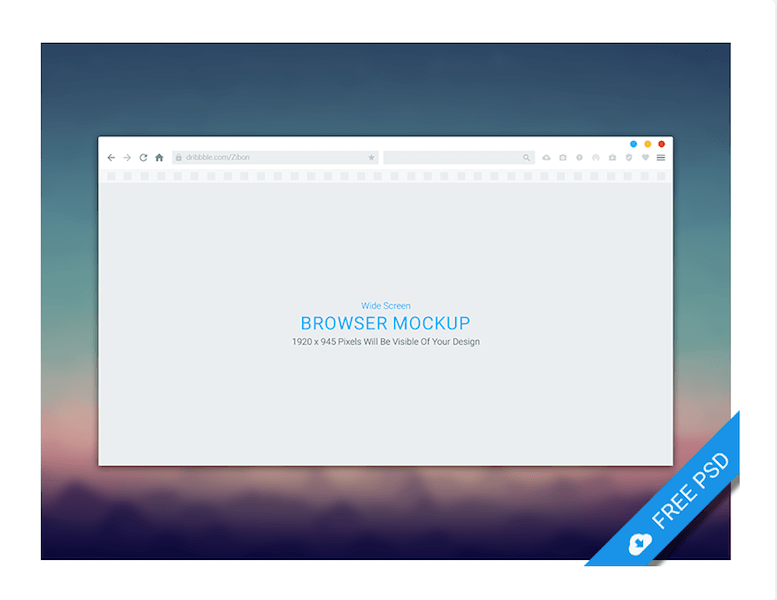 dribbble.com/Zibon
Wide Screen
BROWSER MOCKUP
1920 x 945 Pixels Will Be Visible Of Your Design
FREE PSD